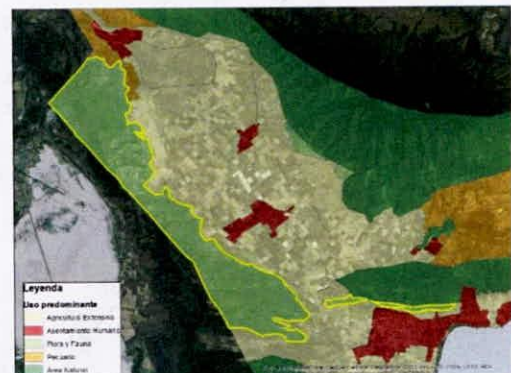 Leyenda
Uso predominante
Agricultura Extensiva
Asentamiento Humano
Flora y Fauna
Pecuario
Área Natural